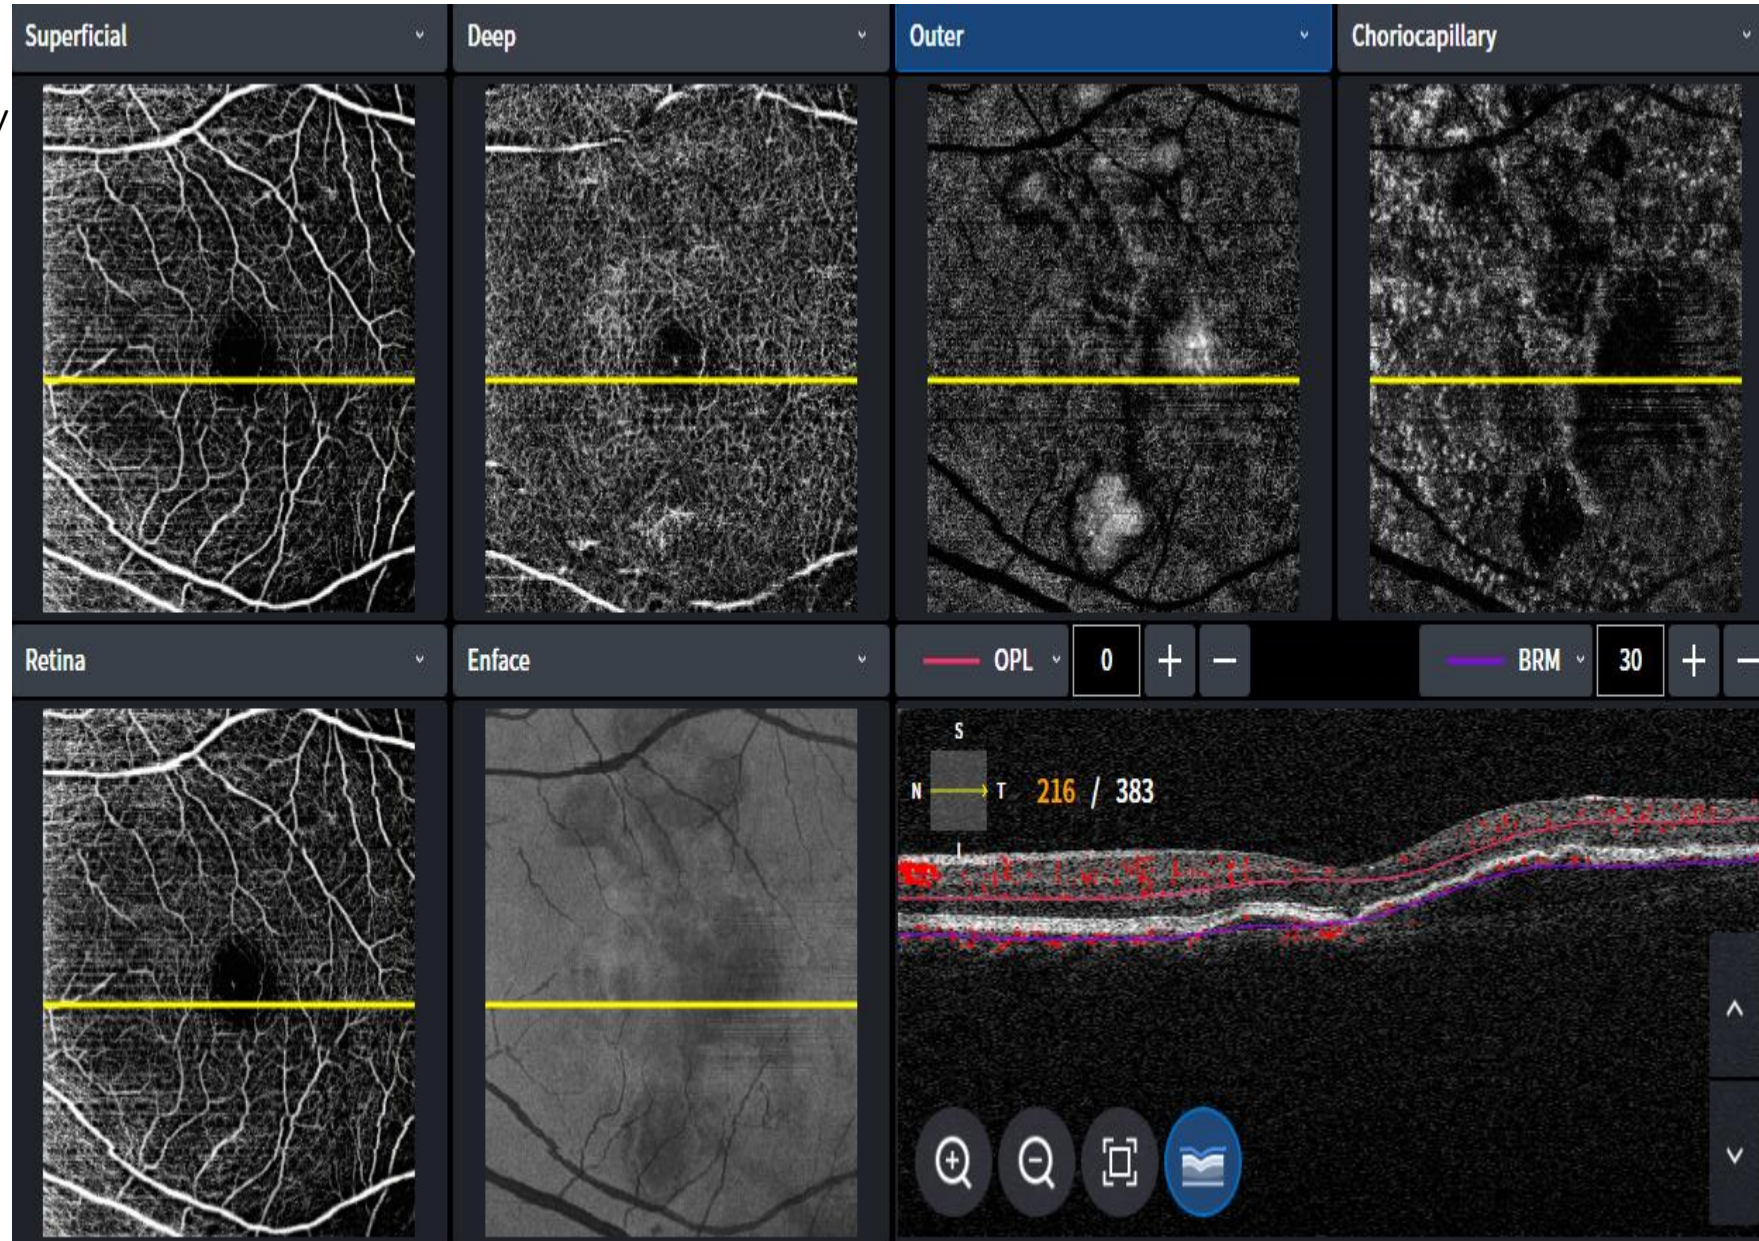 Superficial
Deep
Outer
Choriocapillary
y
Retina
Enface
OPL 0 + −
BRM 30 + −
S
N T 216 / 383
I